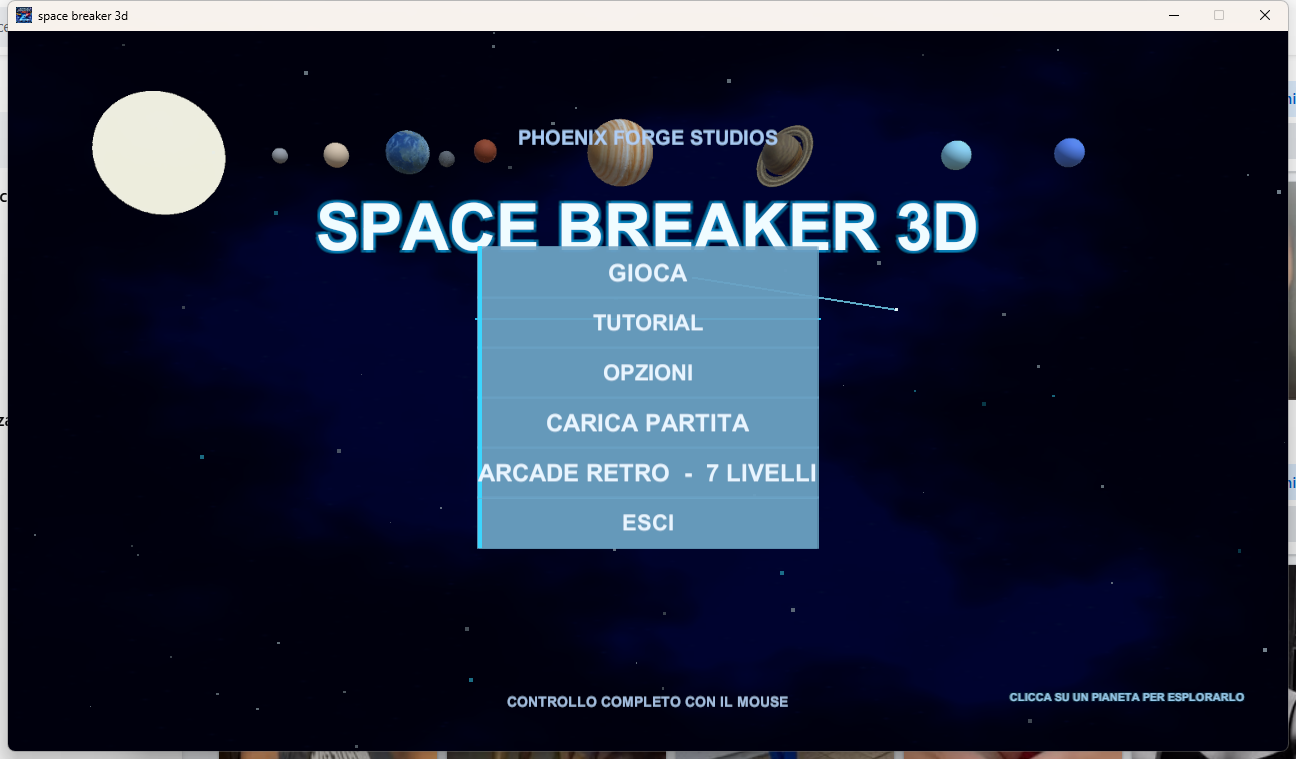 space breaker 3d
PHOENIX FORGE STUDIOS
SPACE BREAKER 3D
GIOCA
TUTORIAL
OPZIONI
CARICA PARTITA
ARCADE RETRO - 7 LIVELLI
ESCI
CONTROLLO COMPLETO CON IL MOUSE
CLICCA SU UN PIANETA PER ESPLORARLO